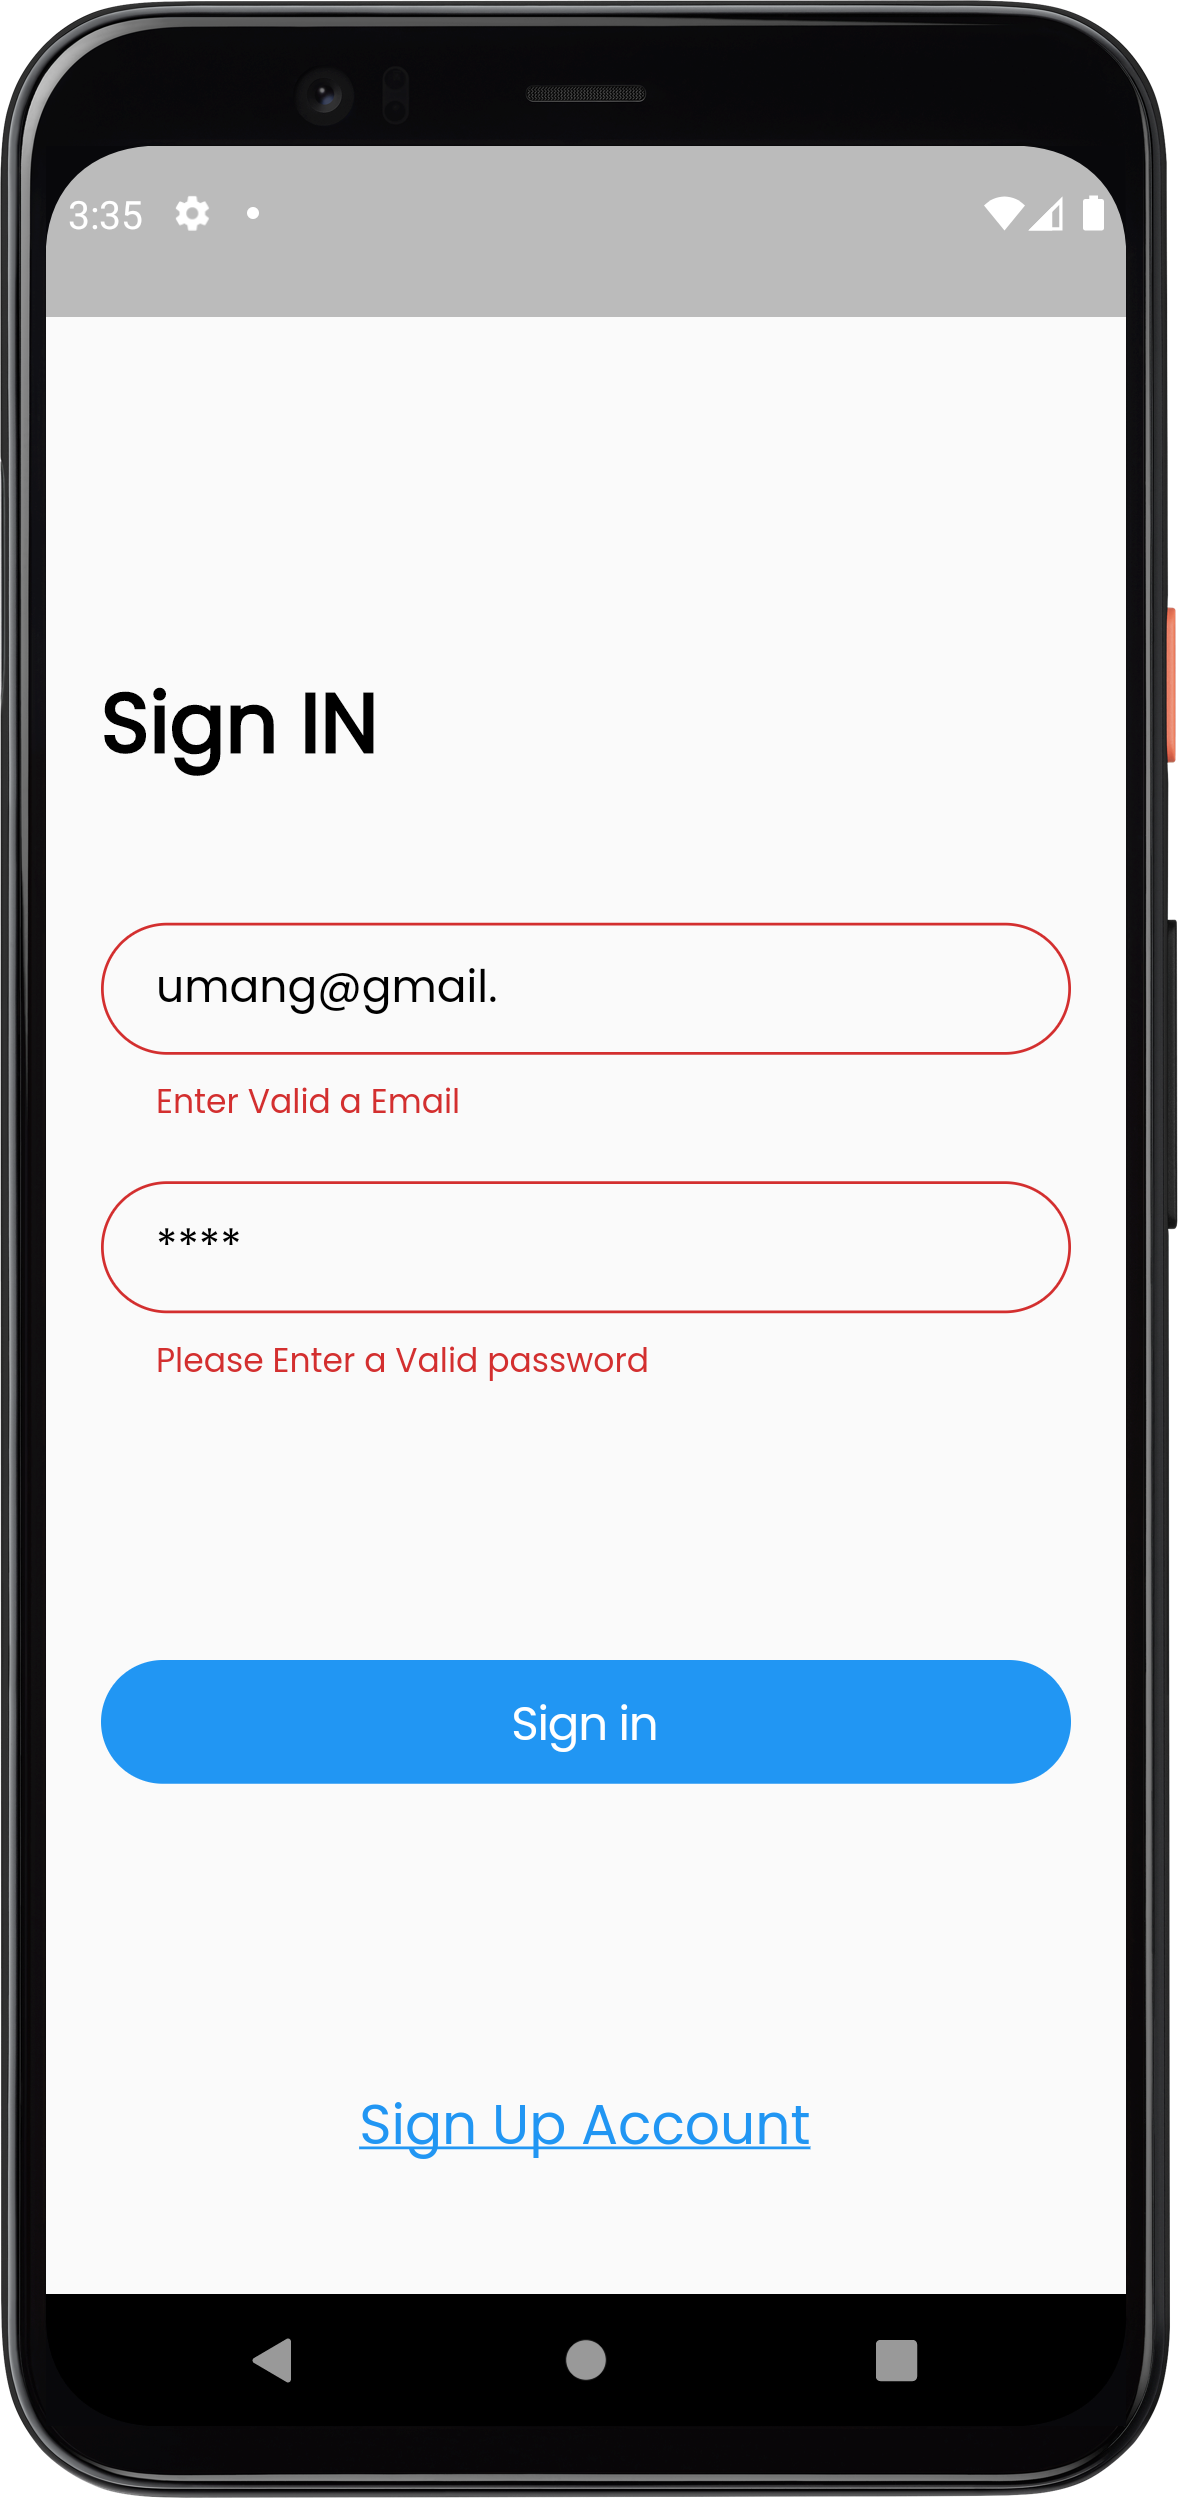 3:35
Sign IN
umang@gmail.
Enter Valid a Email
****
Please Enter a Valid password
Sign in
Sign Up Account